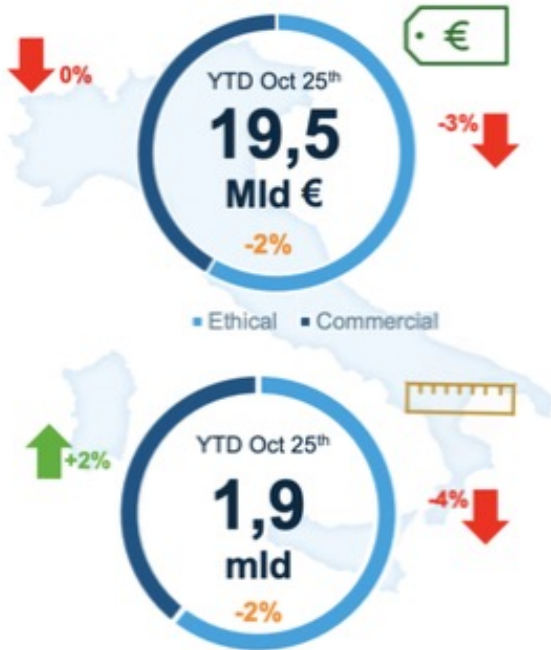 €
0%
YTD Oct 25th
19,5
Mld €
-2%
-3%
Ethical Commercial
YTD Oct 25th
1,9
mld
-2%
+2%
-4%